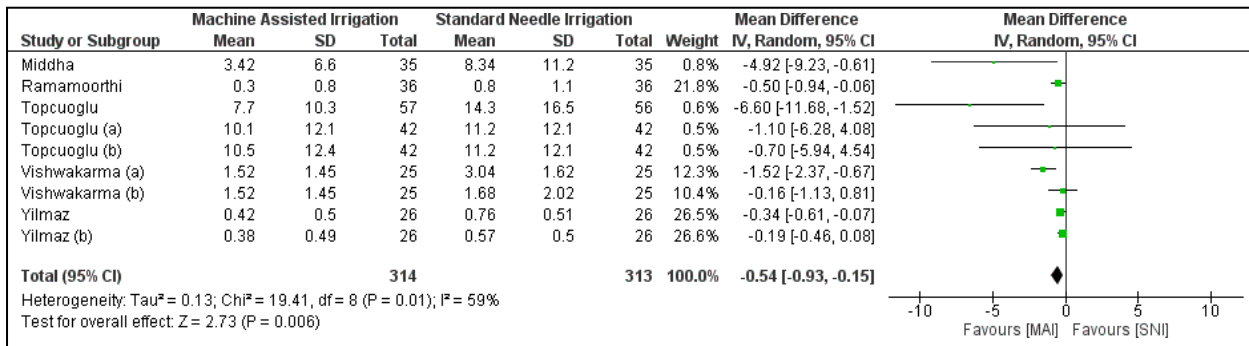 Machine Assisted Irrigation Standard Needle Irrigation Mean Difference Mean Difference
Study or Subgroup Mean SD Total Mean SD Total Weight IV, Random, 95% CI IV, Random, 95% CI
Middha 3.42 6.6 35 8.34 11.2 35 0.8% -4.92 [-9.23, -0.61]
Ramamoorthi 0.3 0.8 36 0.8 1.1 36 21.8% -0.50 [-0.94, -0.06]
Topcuoglu 7.7 10.3 57 14.3 16.5 56 0.6% -6.60 [-11.68, -1.52]
Topcuoglu (a) 10.1 12.1 42 11.2 12.1 42 0.5% -1.10 [-6.28, 4.08]
Topcuoglu (b) 10.5 12.4 42 11.2 12.1 42 0.5% -0.70 [-5.94, 4.54]
Vishwakarma (a) 1.52 1.45 25 3.04 1.62 25 12.3% -1.52 [-2.37, -0.67]
Vishwakarma (b) 1.52 1.45 25 1.68 2.02 25 10.4% -0.16 [-1.13, 0.81]
Yilmaz 0.42 0.5 26 0.76 0.51 26 26.5% -0.34 [-0.61, -0.07]
Yilmaz (b) 0.38 0.49 26 0.57 0.5 26 26.6% -0.19 [-0.46, 0.08]
Total (95% CI) 314 313 100.0% -0.54 [-0.93, -0.15]
Heterogeneity: Tau² = 0.13; Chi² = 19.41, df = 8 (P = 0.01); I² = 59%
Test for overall effect: Z = 2.73 (P = 0.006)
-10 -5 0 5 10
Favours [MAI] Favours [SNI]